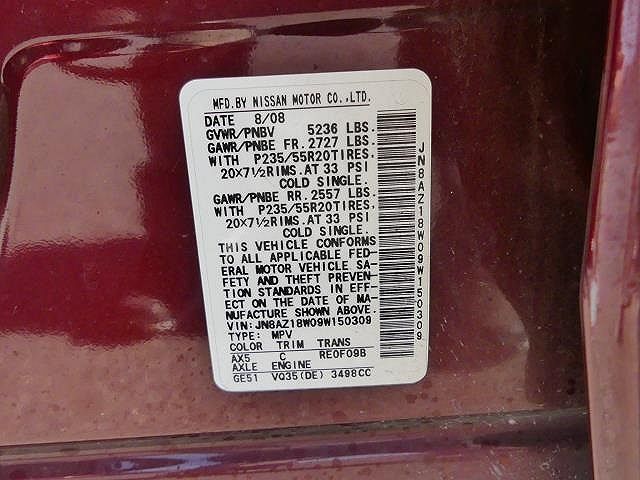 MFD.BY NISSAN MOTOR CO.,LTD.
DATE 8/08
GVWR/PNBV 5236 LBS.
GAWR/PNBE FR. 2727 LBS.
WITH P235/55R20TIRES.
20×7½RIMS.AT 33 PSI
COLD SINGLE.
GAWR/PNBE RR. 2557 LBS.
WITH P235/55R20TIRES.
20×7½RIMS.AT 33 PSI
COLD SINGLE.
THIS VEHICLE CONFORMS
TO ALL APPLICABLE FED-
ERAL MOTOR VEHICLE SA-
FETY AND THEFT PREVEN-
TION STANDARDS IN EFF-
ECT ON THE DATE OF MA-
NUFACTURE SHOWN ABOVE.
VIN: JN8AZ18W09W150309
TYPE: MPV
COLOR TRIM TRANS
AX5 C RE0F09B
AXLE ENGINE
GE51 VQ35(DE) 3498CC
JN8AZ18W09W150309